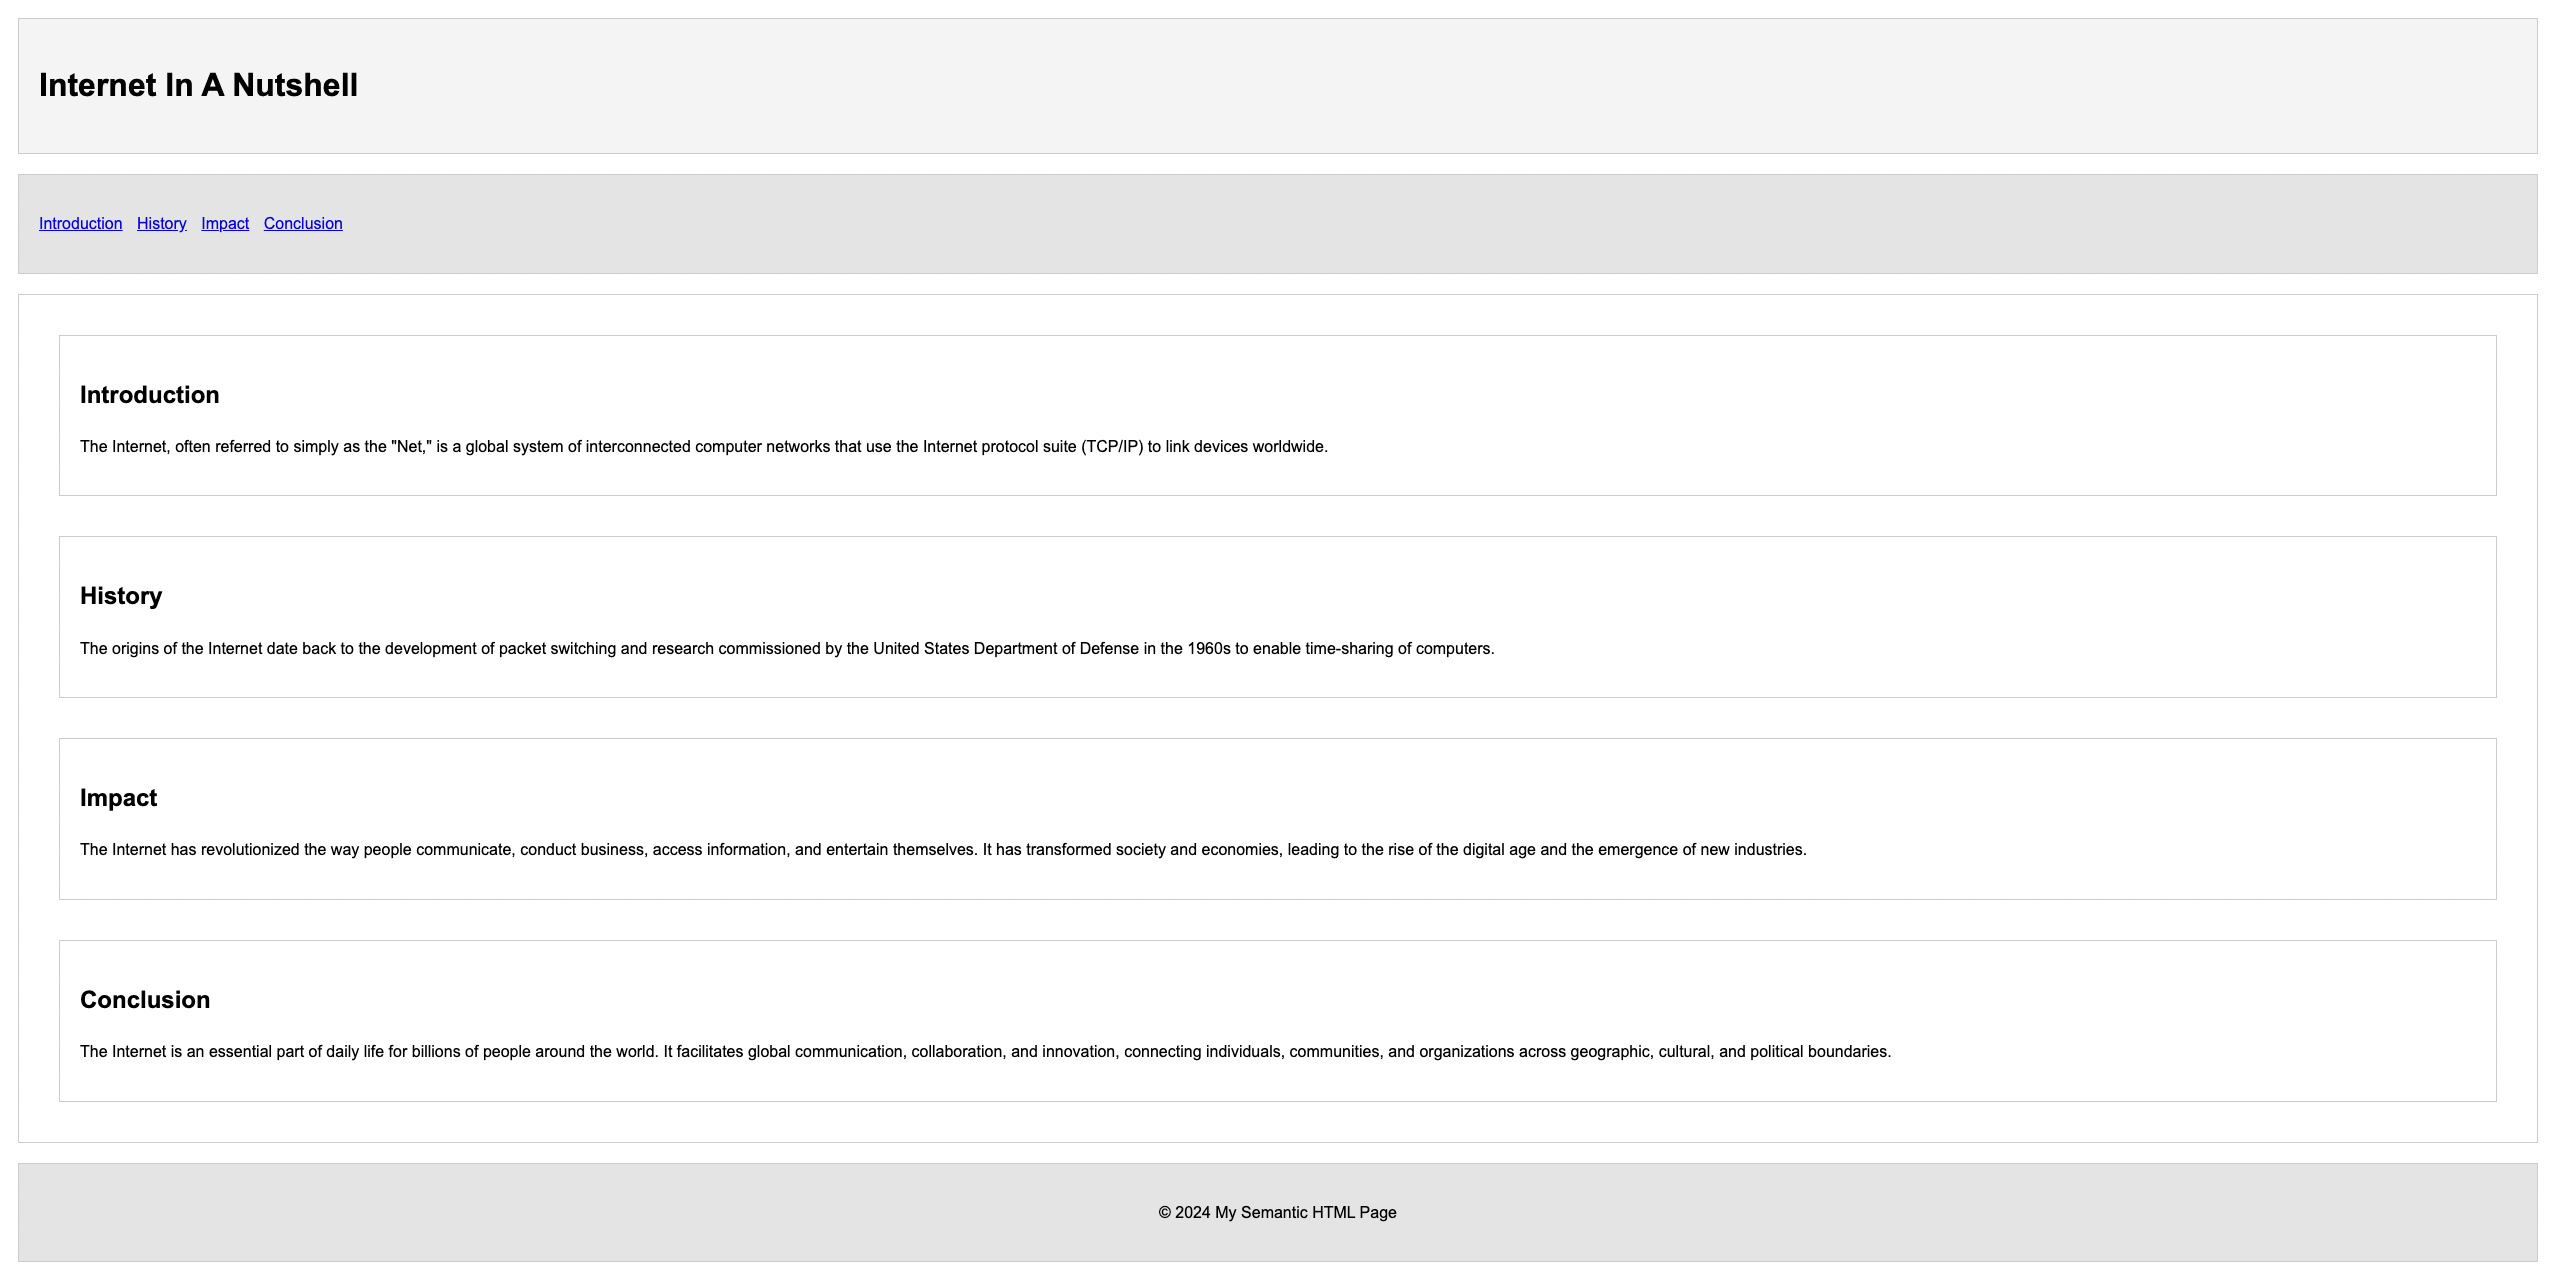 Internet In A Nutshell
Introduction History Impact Conclusion
Introduction
The Internet, often referred to simply as the "Net," is a global system of interconnected computer networks that use the Internet protocol suite (TCP/IP) to link devices worldwide.
History
The origins of the Internet date back to the development of packet switching and research commissioned by the United States Department of Defense in the 1960s to enable time-sharing of computers.
Impact
The Internet has revolutionized the way people communicate, conduct business, access information, and entertain themselves. It has transformed society and economies, leading to the rise of the digital age and the emergence of new industries.
Conclusion
The Internet is an essential part of daily life for billions of people around the world. It facilitates global communication, collaboration, and innovation, connecting individuals, communities, and organizations across geographic, cultural, and political boundaries.
© 2024 My Semantic HTML Page